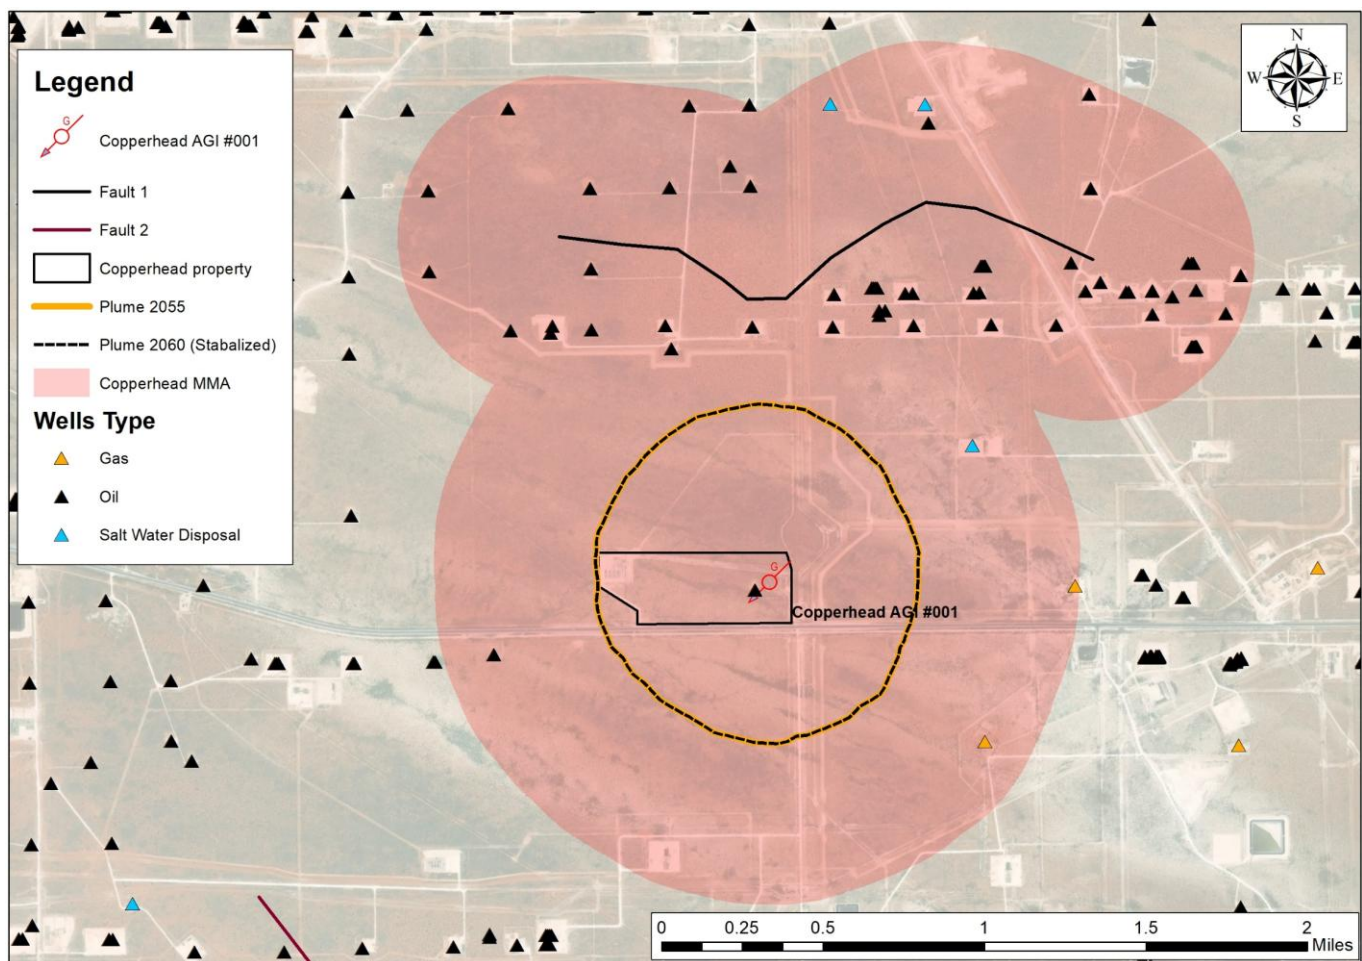 N
W E
S
Legend
G
Copperhead AGI #001
Fault 1
Fault 2
Copperhead property
Plume 2055
Plume 2060 (Stabalized)
Copperhead MMA
Wells Type
Gas
Oil
Salt Water Disposal
G
Copperhead AGI #001
0 0.25 0.5 1 1.5 2
Miles